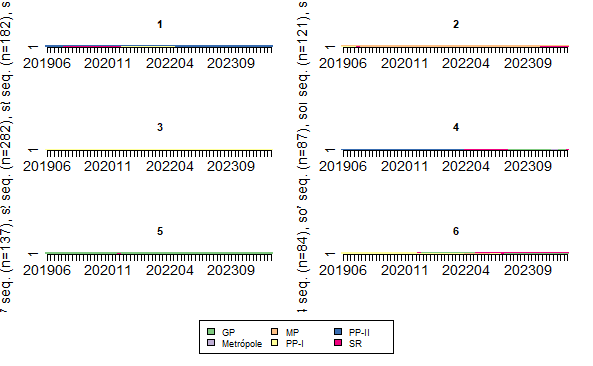 1
seq. (n=182),
1
201906 202011 202204 202309
2
seq. (n=121),
1
201906 202011 202204 202309
3
seq. (n=282),
1
201906 202011 202204 202309
4
seq. (n=87),
1
201906 202011 202204 202309
5
seq. (n=137),
1
201906 202011 202204 202309
6
seq. (n=84),
1
201906 202011 202204 202309
GP MP PP-II
Metrópole PP-I SR